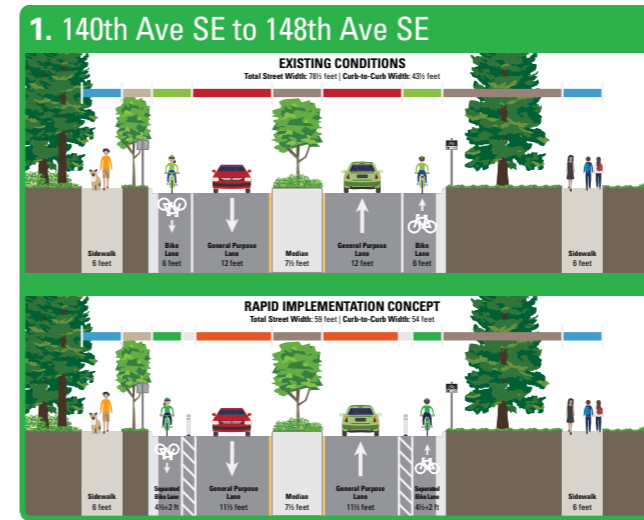 1. 140th Ave SE to 148th Ave SE
EXISTING CONDITIONS
Total Street Width: 78½ feet | Curb-to-Curb Width: 43½ feet
Sidewalk
6 feet
Bike
Lane
6 feet
General Purpose
Lane
12 feet
Median
7½ feet
General Purpose
Lane
12 feet
Bike
Lane
6 feet
Sidewalk
6 feet
RAPID IMPLEMENTATION CONCEPT
Total Street Width: 59 feet | Curb-to-Curb Width: 54 feet
Sidewalk
6 feet
Separated
Bike Lane
4½+2 ft
General Purpose
Lane
11½ feet
Median
7½ feet
General Purpose
Lane
11½ feet
Separated
Bike Lane
4½+2 ft
Sidewalk
6 feet